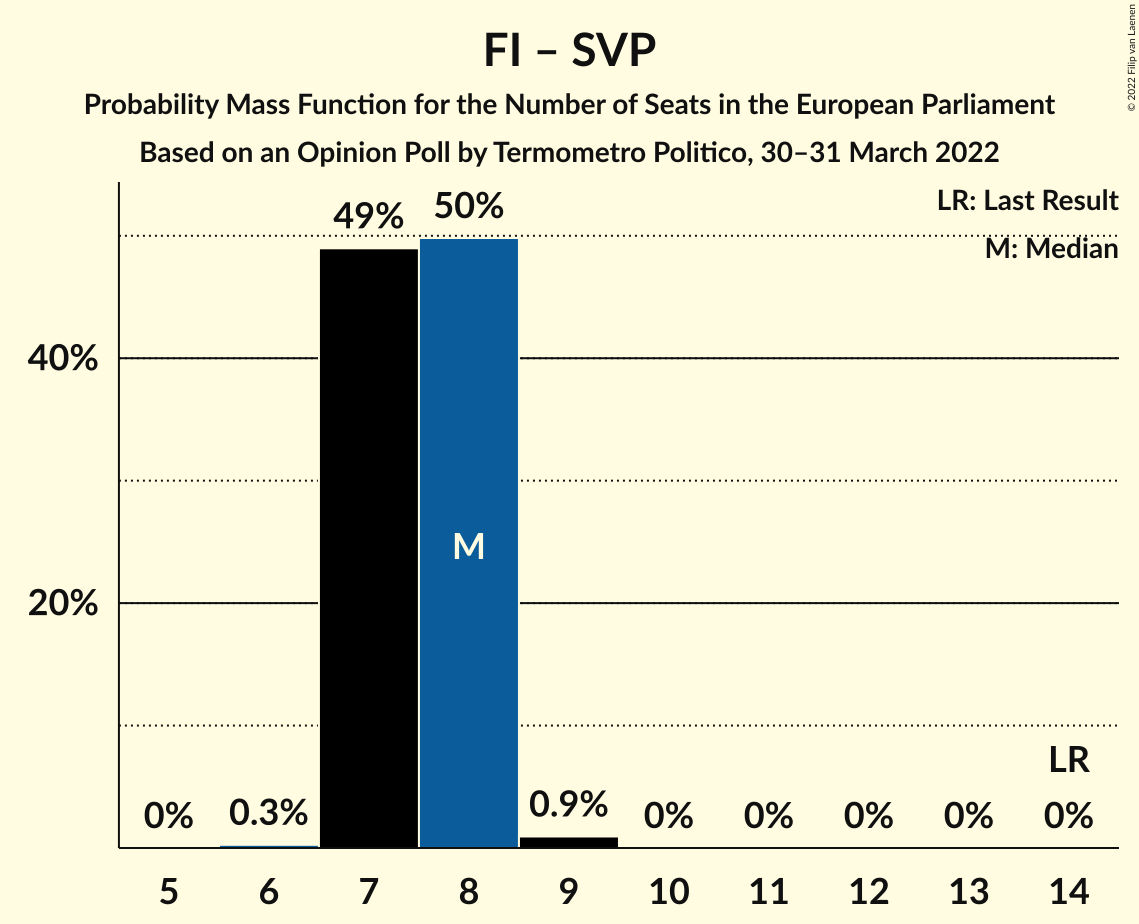 FI – SVP
Probability Mass Function for the Number of Seats in the European Parliament
Based on an Opinion Poll by Termometro Politico, 30–31 March 2022
© 2022 Filip van Laenen
LR: Last Result
M: Median
49%
50%
40%
20%
M
LR
0%
0.3%
0.9%
0%
0%
0%
0%
0%
5
6
7
8
9
10
11
12
13
14